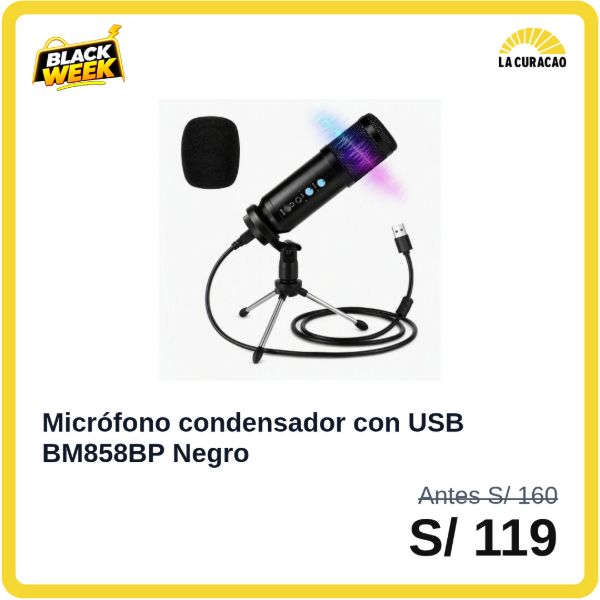 BLACK
WEEK
LA CURACAO
Micrófono condensador con USB
BM858BP Negro
Antes S/ 160
S/ 119